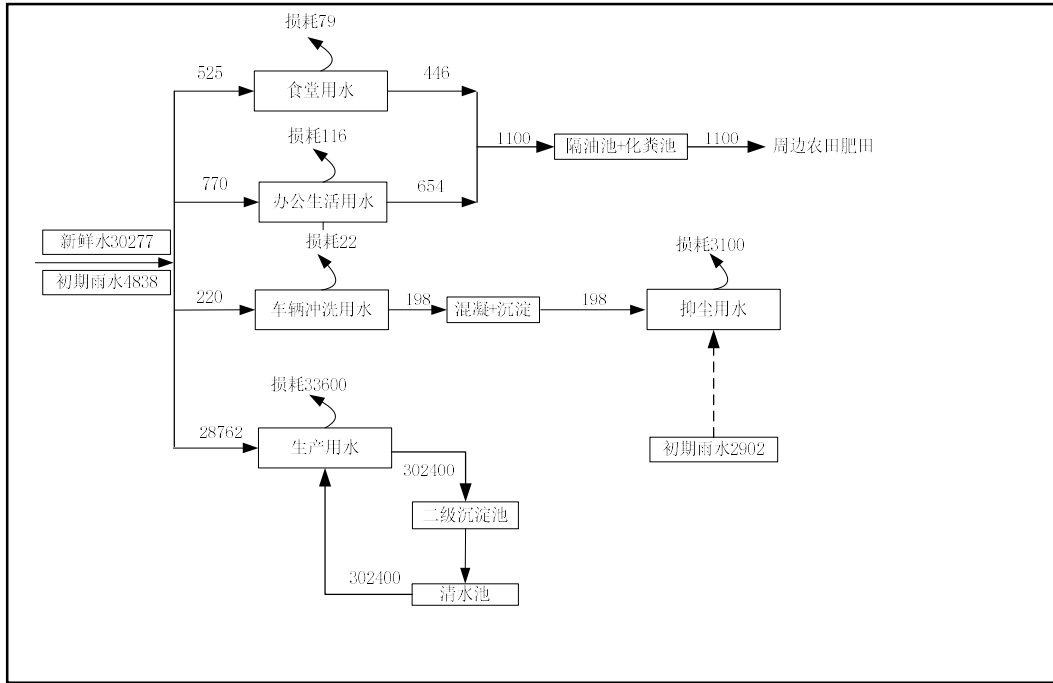 损耗79
525
食堂用水
446
损耗116
1100
隔油池+化粪池
1100
周边农田肥田
770
办公生活用水
654
新鲜水30277
初期雨水4838
损耗22
损耗3100
220
车辆冲洗用水
198
混凝+沉淀
198
抑尘用水
损耗33600
28762
生产用水
初期雨水2902
302400
二级沉淀池
302400
清水池